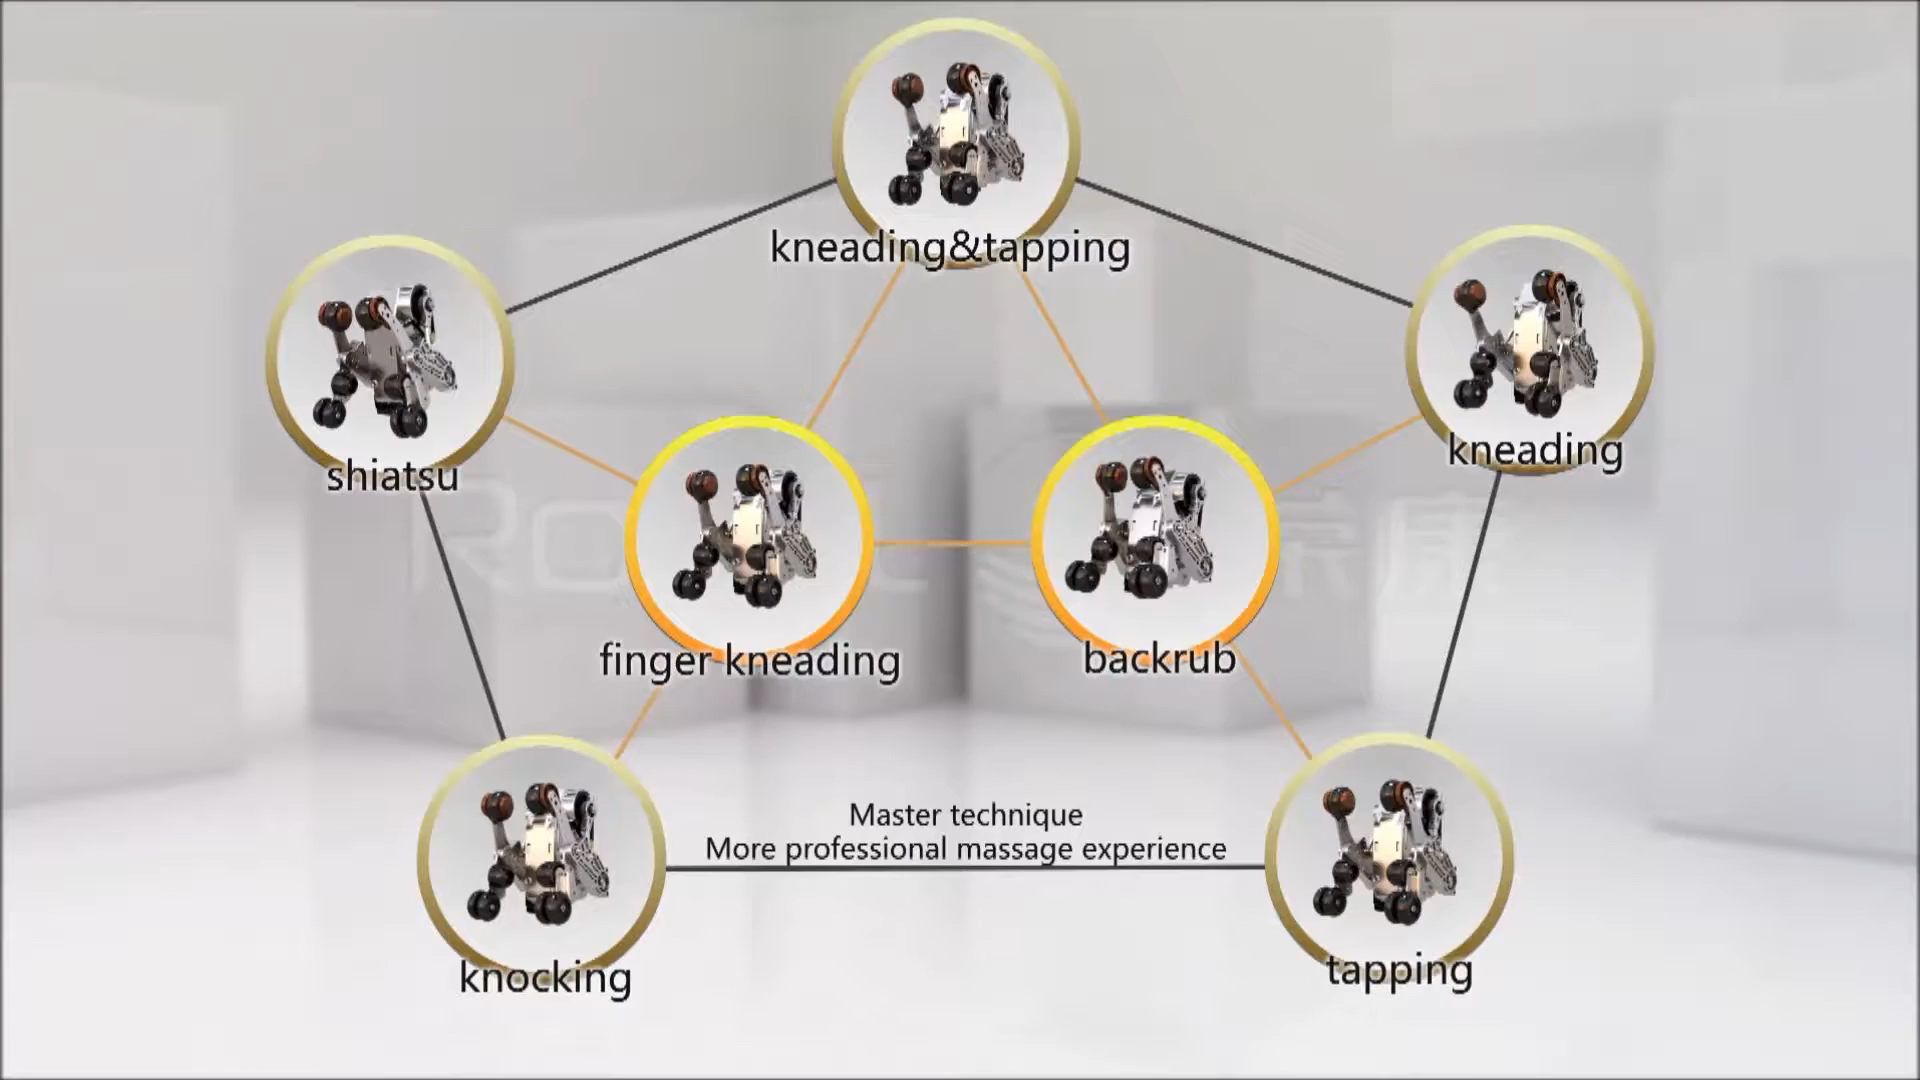 kneading&tapping
shiatsu
kneading
finger kneading
backrub
Master technique
More professional massage experience
knocking
tapping